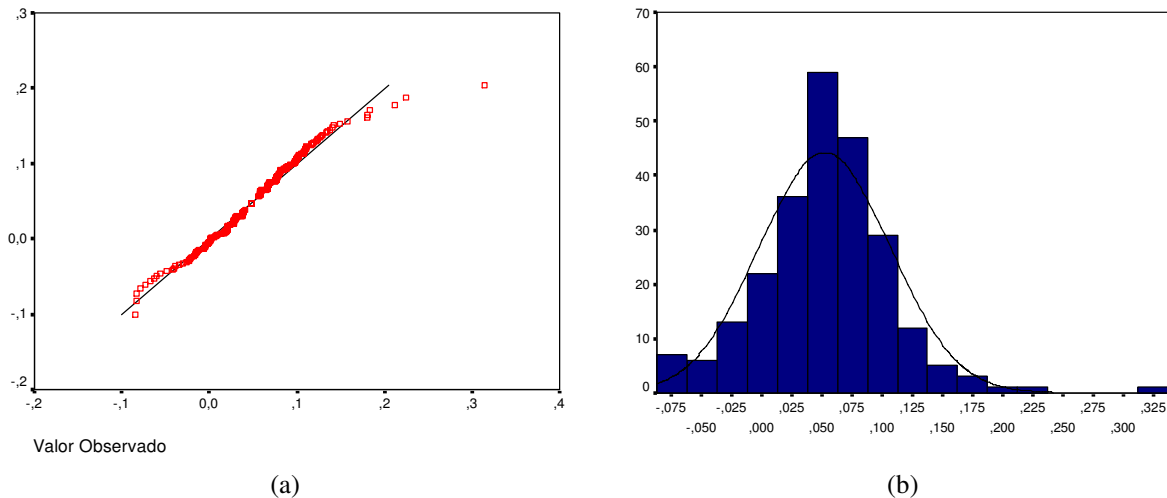 ,3
,2
,1
0,0
-,1
-,2
-,2 -,1 0,0 ,1 ,2 ,3 ,4
Valor Observado
(a)
70
60
50
40
30
20
10
0
-,075 -,025 ,025 ,075 ,125 ,175 ,225 ,275 ,325
-,050 ,000 ,050 ,100 ,150 ,200 ,250 ,300
(b)